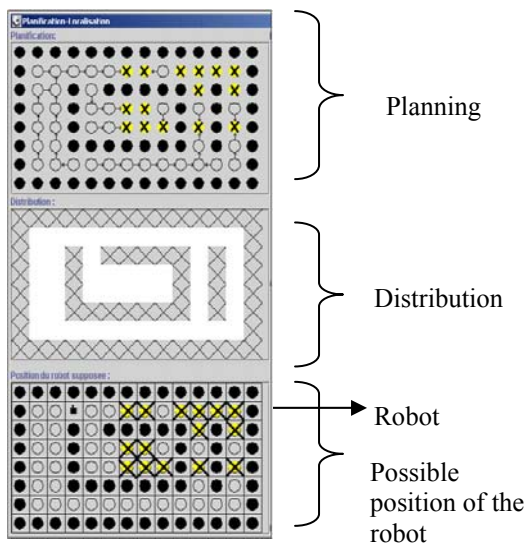 Planification-Localisation
Planification:
Planning
Distribution :
Distribution
Position du robot supposee :
Robot
Possible
position of the
robot